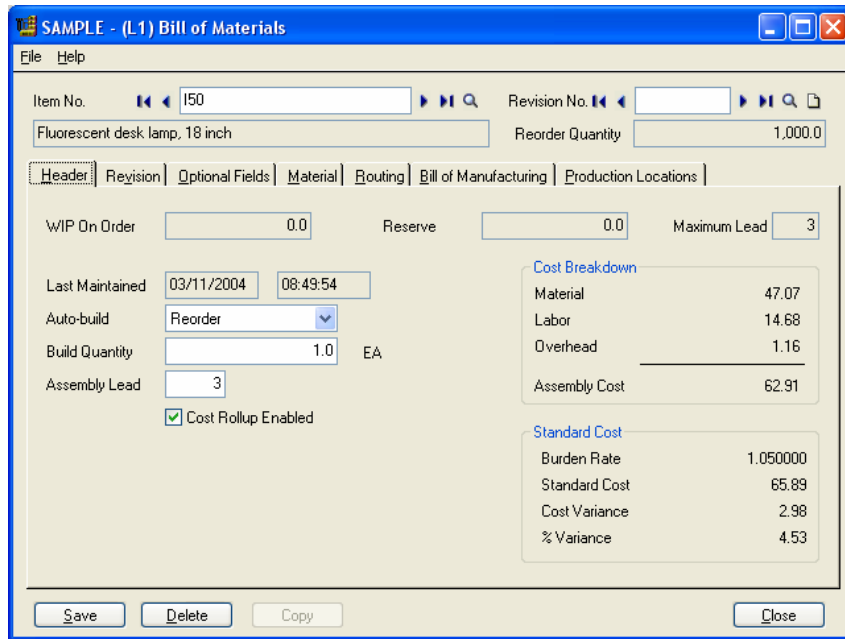 SAMPLE - (L1) Bill of Materials
File Help
Item No. I50 Revision No.
Fluorescent desk lamp, 18 inch Reorder Quantity 1,000.0
Header Revision Optional Fields Material Routing Bill of Manufacturing Production Locations
WIP On Order 0.0 Reserve 0.0 Maximum Lead 3
Last Maintained 03/11/2004 08:49:54
Auto-build Reorder
Build Quantity 1.0 EA
Assembly Lead 3
Cost Rollup Enabled
Cost Breakdown
Material 47.07
Labor 14.68
Overhead 1.16
Assembly Cost 62.91
Standard Cost
Burden Rate 1.050000
Standard Cost 65.89
Cost Variance 2.98
% Variance 4.53
Save Delete Copy Close